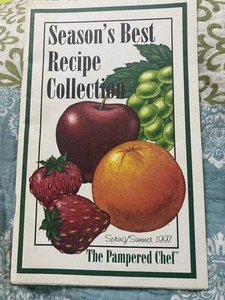 Season's Best
Recipe
Collection
Spring/Summer 1997
The Pampered Chef®